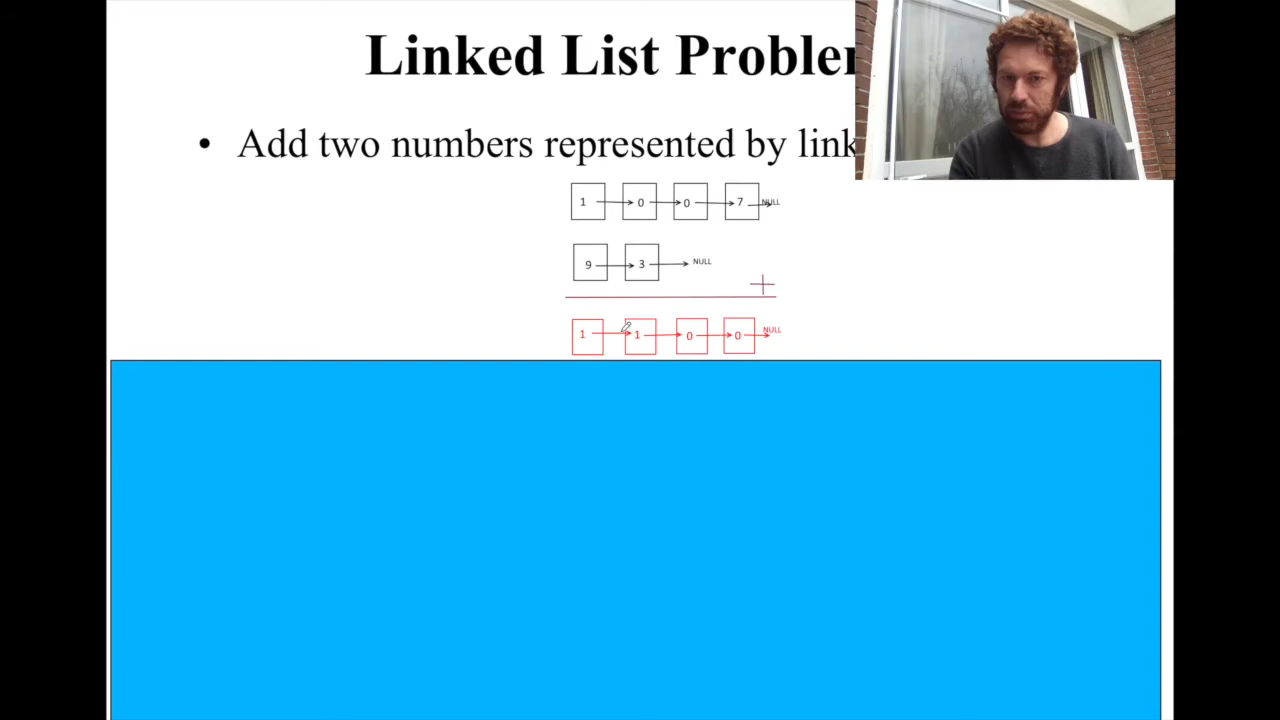 Linked List Problem
• Add two numbers represented by link
1 0 0 7 NULL
9 3 NULL
+
1 1 0 0 NULL